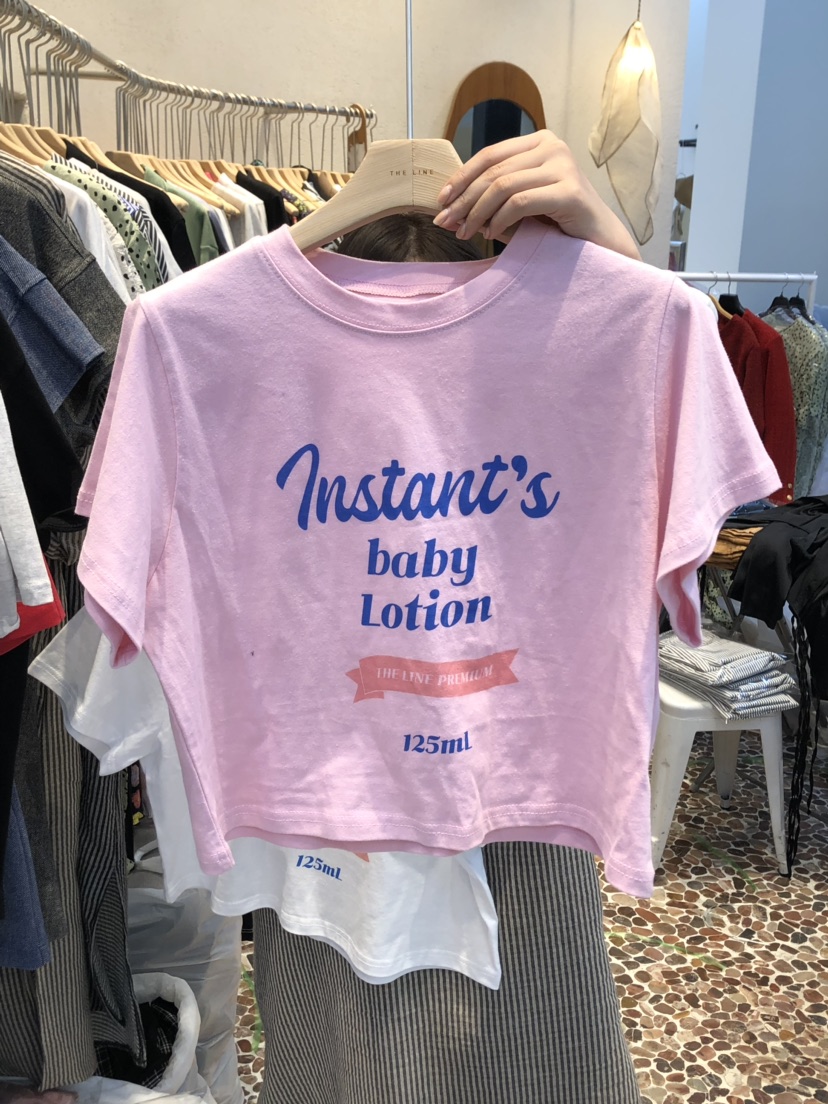 THE LINE
Instant's
baby
Lotion
THE LINE PREMIUM
125mL
125mL